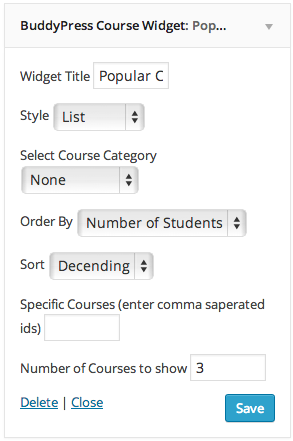 BuddyPress Course Widget: Pop...
Widget Title Popular C
Style List
Select Course Category
None
Order By Number of Students
Sort Decending
Specific Courses (enter comma saperated
ids)
Number of Courses to show 3
Delete | Close Save